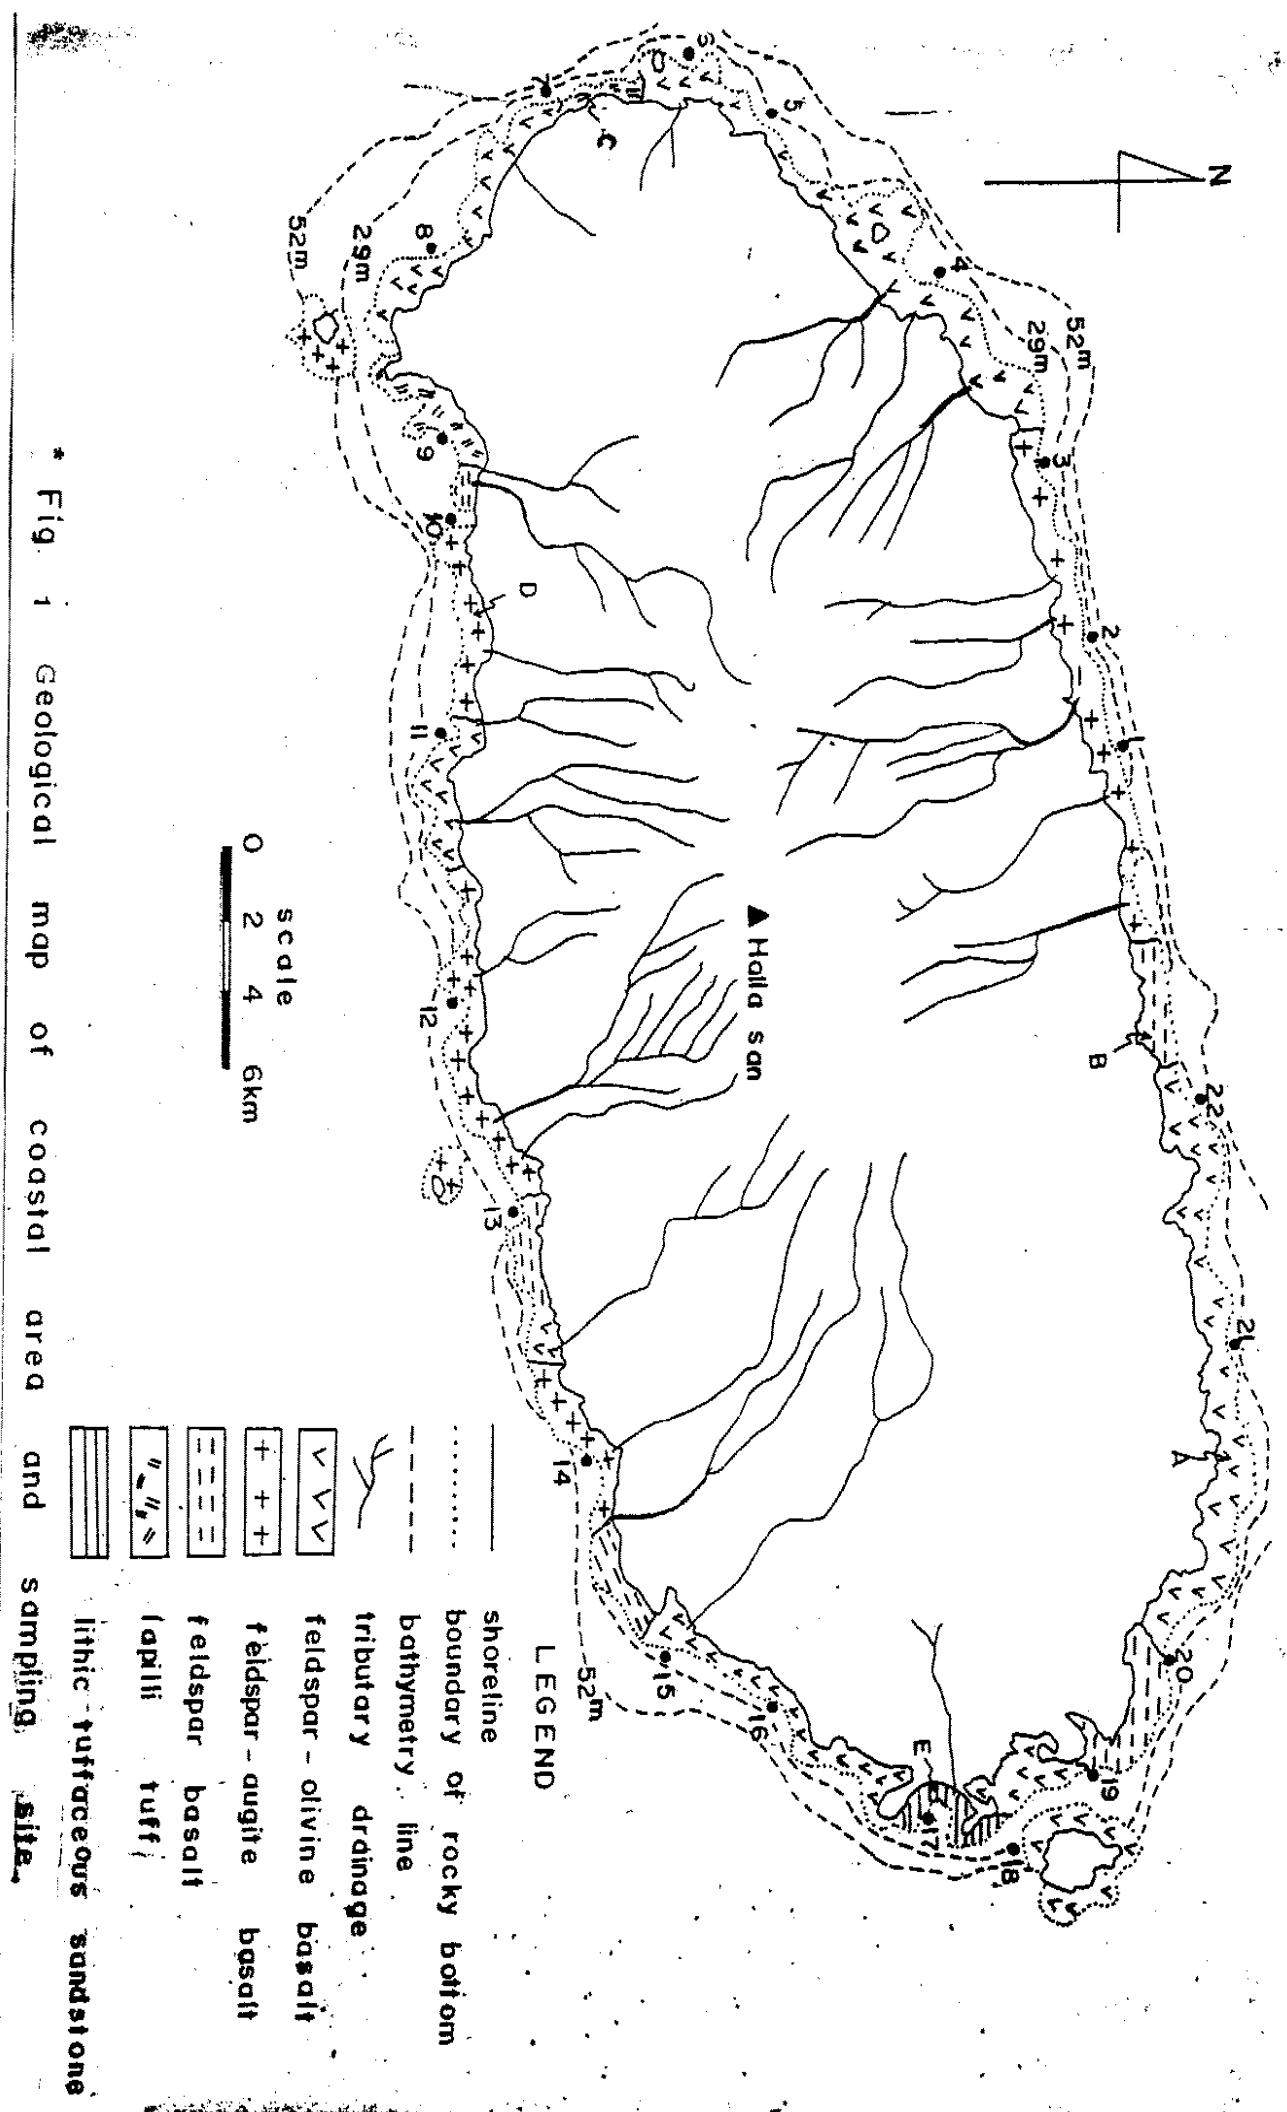 N
52m
29m
52m
29m
52m
1
2
3
4
5
6
7
8
9
10
11
12
13
14
15
16
17
18
19
20
21
22
A
B
C
D
E
Halla san
scale
0 2 4 6km
LEGEND
shoreline
boundary of rocky bottom
bathymetry line
tributary drainage
feldspar-olivine basalt
feldspar-augite basalt
feldspar basalt
lapilli tuff
lithic tuffaceous sandstone
* Fig. 1 Geological map of coastal area and sampling site.